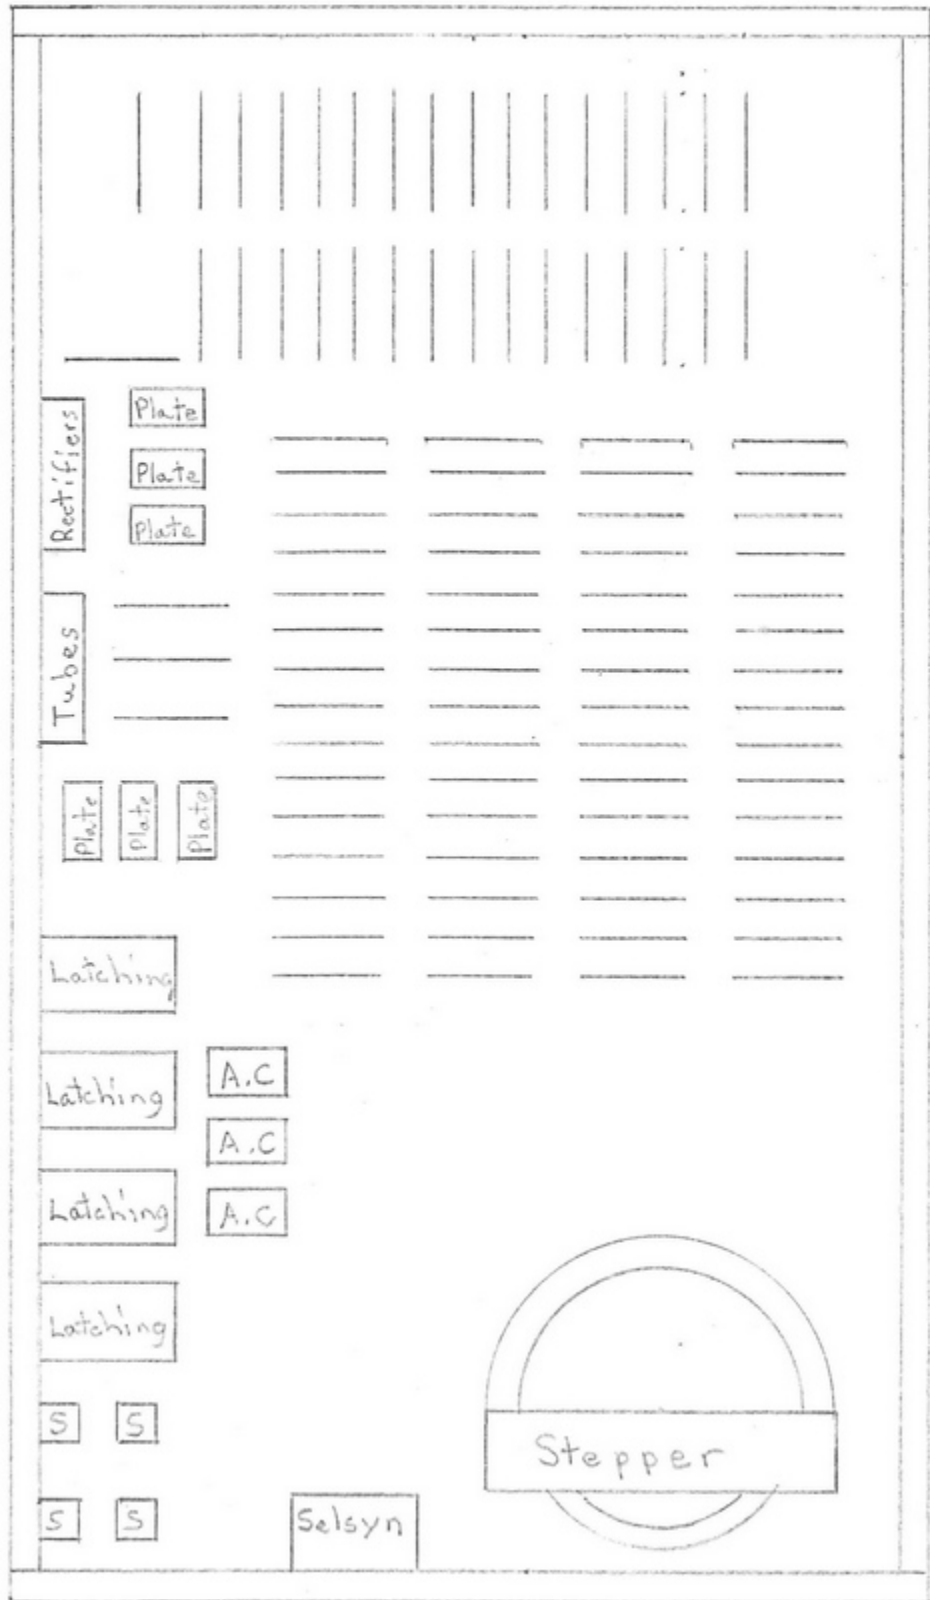 Rectifiers
Plate
Plate
Plate
Tubes
Plate
Plate
Plate
Latching
Latching
A.C
A.C
Latching
A.C
Latching
S S
Stepper
S S
Selsyn